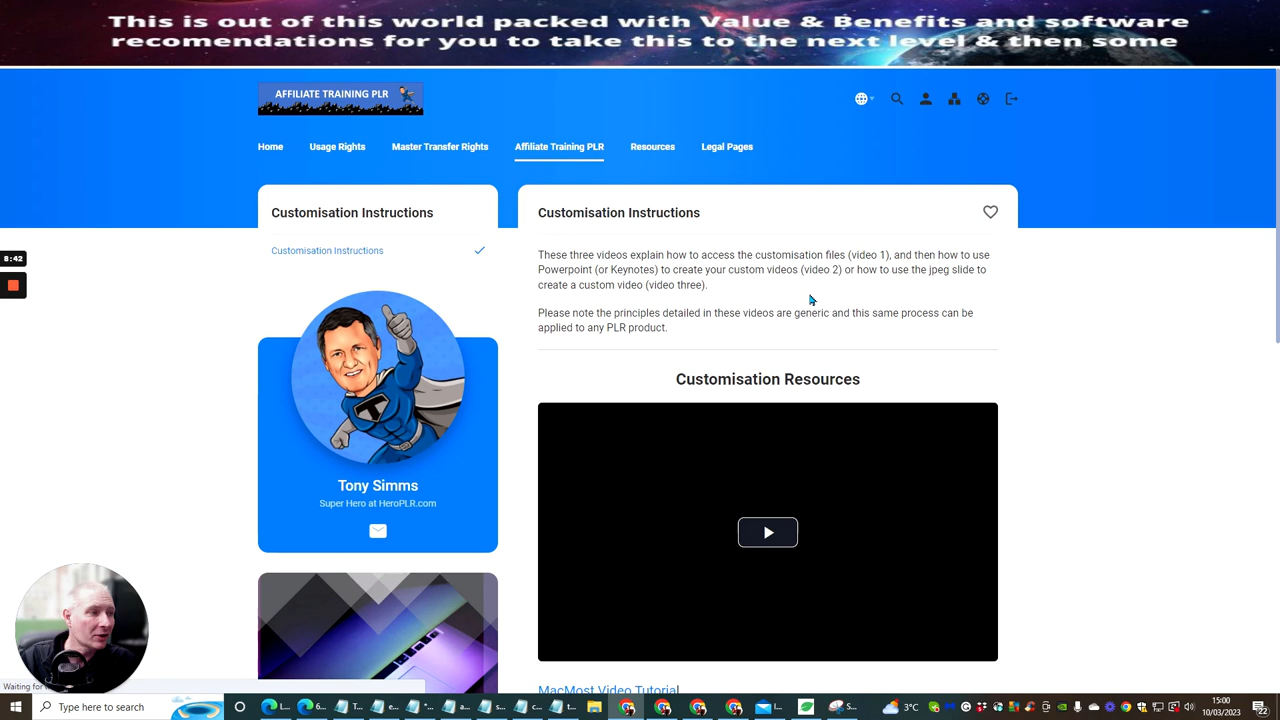 This is out of this world packed with Value & Benefits and software
recomendations for you to take this to the next level & then some
AFFILIATE TRAINING PLR
Home
Usage Rights
Master Transfer Rights
Affiliate Training PLR
Resources
Legal Pages
Customisation Instructions
Customisation Instructions
8:42
Tony Simms
Super Hero at HeroPLR.com
Customisation Instructions
These three videos explain how to access the customisation files (video 1), and then how to use
Powerpoint (or Keynotes) to create your custom videos (video 2) or how to use the jpeg slide to
create a custom video (video three).
Please note the principles detailed in these videos are generic and this same process can be
applied to any PLR product.
Customisation Resources
MacMost Video Tutorial
Waiting for
Type here to search
3°C
15:00
10/03/2023
22